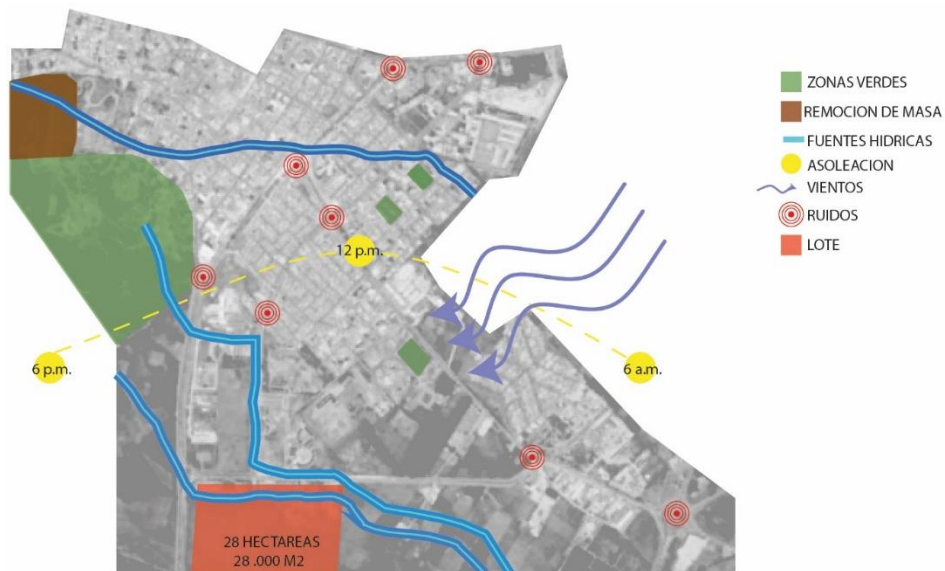 ZONAS VERDES
REMOCION DE MASA
FUENTES HIDRICAS
ASOLEACION
VIENTOS
RUIDOS
LOTE
12 p.m.
6 p.m.
6 a.m.
28 HECTAREAS
28 .000 M2